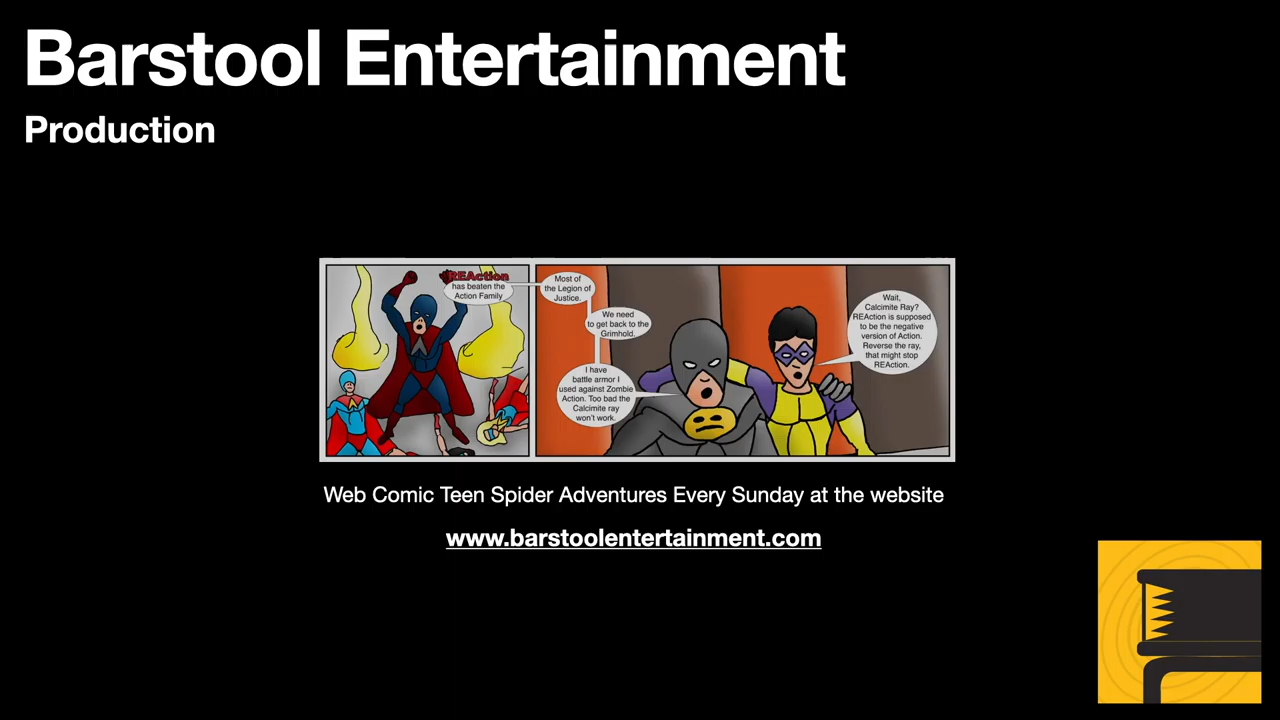 Barstool Entertainment
Production
REAction
has beaten the
Action Family
Most of
the Legion of
Justice.
We need
to get back to the
Grimhold.
I have
battle armor I
used against Zombie
Action. Too bad the
Calcimite ray
won't work.
Wait,
Calcimite Ray?
REAction is supposed
to be the negative
version of Action.
Reverse the ray,
that might stop
REAction.
Web Comic Teen Spider Adventures Every Sunday at the website
www.barstoolentertainment.com